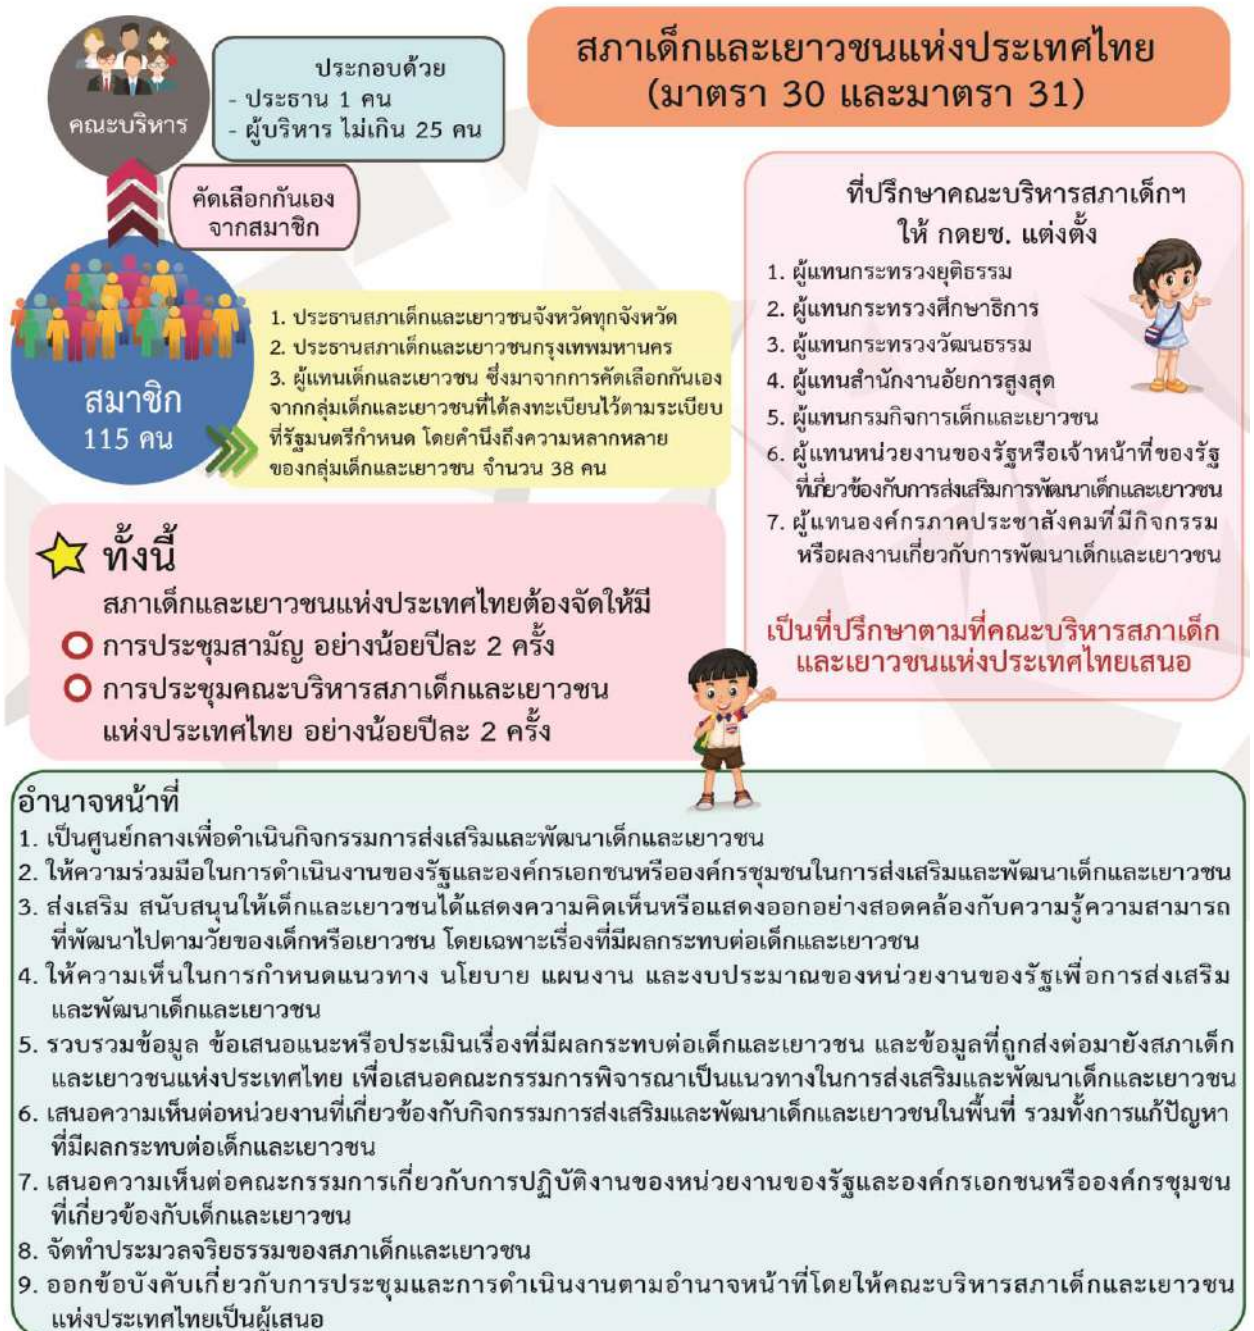 สภาเด็กและเยาวชนแห่งประเทศไทย
(มาตรา 30 และมาตรา 31)
คณะบริหาร
ประกอบด้วย
- ประธาน 1 คน
- ผู้บริหาร ไม่เกิน 25 คน
คัดเลือกกันเอง
จากสมาชิก
สมาชิก
115 คน
1. ประธานสภาเด็กและเยาวชนจังหวัดทุกจังหวัด
2. ประธานสภาเด็กและเยาวชนกรุงเทพมหานคร
3. ผู้แทนเด็กและเยาวชน ซึ่งมาจากการคัดเลือกกันเอง
จากกลุ่มเด็กและเยาวชนที่ได้ลงทะเบียนไว้ตามระเบียบ
ที่รัฐมนตรีกำหนด โดยคำนึงถึงความหลากหลาย
ของกลุ่มเด็กและเยาวชน จำนวน 38 คน
ที่ปรึกษาคณะบริหารสภาเด็กฯ
ให้ กดยช. แต่งตั้ง
1. ผู้แทนกระทรวงยุติธรรม
2. ผู้แทนกระทรวงศึกษาธิการ
3. ผู้แทนกระทรวงวัฒนธรรม
4. ผู้แทนสำนักงานอัยการสูงสุด
5. ผู้แทนกรมกิจการเด็กและเยาวชน
6. ผู้แทนหน่วยงานของรัฐหรือเจ้าหน้าที่ของรัฐ
ที่เกี่ยวข้องกับการส่งเสริมการพัฒนาเด็กและเยาวชน
7. ผู้แทนองค์กรภาคประชาสังคมที่มีกิจกรรม
หรือผลงานเกี่ยวกับการพัฒนาเด็กและเยาวชน
เป็นที่ปรึกษาตามที่คณะบริหารสภาเด็ก
และเยาวชนแห่งประเทศไทยเสนอ
ทั้งนี้
สภาเด็กและเยาวชนแห่งประเทศไทยต้องจัดให้มี
การประชุมสามัญ อย่างน้อยปีละ 2 ครั้ง
การประชุมคณะบริหารสภาเด็กและเยาวชน
แห่งประเทศไทย อย่างน้อยปีละ 2 ครั้ง
อำนาจหน้าที่
1. เป็นศูนย์กลางเพื่อดำเนินกิจกรรมการส่งเสริมและพัฒนาเด็กและเยาวชน
2. ให้ความร่วมมือในการดำเนินงานของรัฐและองค์กรเอกชนหรือองค์กรชุมชนในการส่งเสริมและพัฒนาเด็กและเยาวชน
3. ส่งเสริม สนับสนุนให้เด็กและเยาวชนได้แสดงความคิดเห็นหรือแสดงออกอย่างสอดคล้องกับความรู้ความสามารถ
ที่พัฒนาไปตามวัยของเด็กหรือเยาวชน โดยเฉพาะเรื่องที่มีผลกระทบต่อเด็กและเยาวชน
4. ให้ความเห็นในการกำหนดแนวทาง นโยบาย แผนงาน และงบประมาณของหน่วยงานของรัฐเพื่อการส่งเสริม
และพัฒนาเด็กและเยาวชน
5. รวบรวมข้อมูล ข้อเสนอแนะหรือประเมินเรื่องที่มีผลกระทบต่อเด็กและเยาวชน และข้อมูลที่ถูกส่งต่อมายังสภาเด็ก
และเยาวชนแห่งประเทศไทย เพื่อเสนอคณะกรรมการพิจารณาเป็นแนวทางในการส่งเสริมและพัฒนาเด็กและเยาวชน
6. เสนอความเห็นต่อหน่วยงานที่เกี่ยวข้องกับกิจกรรมการส่งเสริมและพัฒนาเด็กและเยาวชนในพื้นที่ รวมทั้งการแก้ปัญหา
ที่มีผลกระทบต่อเด็กและเยาวชน
7. เสนอความเห็นต่อคณะกรรมการเกี่ยวกับการปฏิบัติงานของหน่วยงานของรัฐและองค์กรเอกชนหรือองค์กรชุมชน
ที่เกี่ยวข้องกับเด็กและเยาวชน
8. จัดทำประมวลจริยธรรมของสภาเด็กและเยาวชน
9. ออกข้อบังคับเกี่ยวกับการประชุมและการดำเนินงานตามอำนาจหน้าที่โดยให้คณะบริหารสภาเด็กและเยาวชน
แห่งประเทศไทยเป็นผู้เสนอ